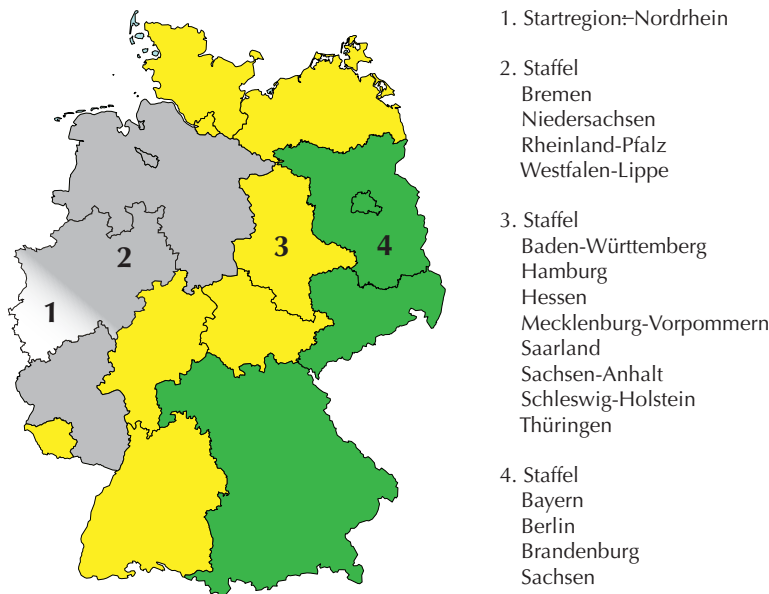 1. Startregion:–Nordrhein
2. Staffel
Bremen
Niedersachsen
Rheinland-Pfalz
Westfalen-Lippe
3. Staffel
Baden-Württemberg
Hamburg
Hessen
Mecklenburg-Vorpommern
Saarland
Sachsen-Anhalt
Schleswig-Holstein
Thüringen
4. Staffel
Bayern
Berlin
Brandenburg
Sachsen
2
3
4
1